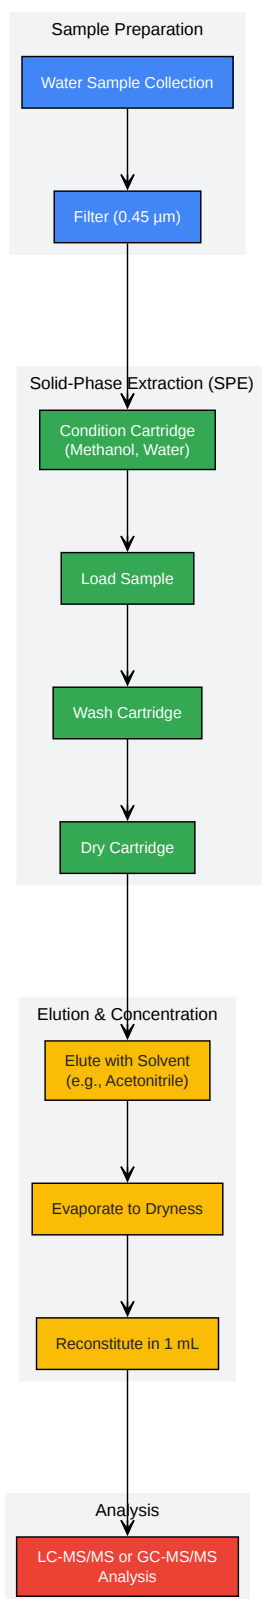 Sample Preparation
Water Sample Collection
Filter (0.45 µm)
Solid-Phase Extraction (SPE)
Condition Cartridge
(Methanol, Water)
Load Sample
Wash Cartridge
Dry Cartridge
Elution & Concentration
Elute with Solvent
(e.g., Acetonitrile)
Evaporate to Dryness
Reconstitute in 1 mL
Analysis
LC-MS/MS or GC-MS/MS
Analysis